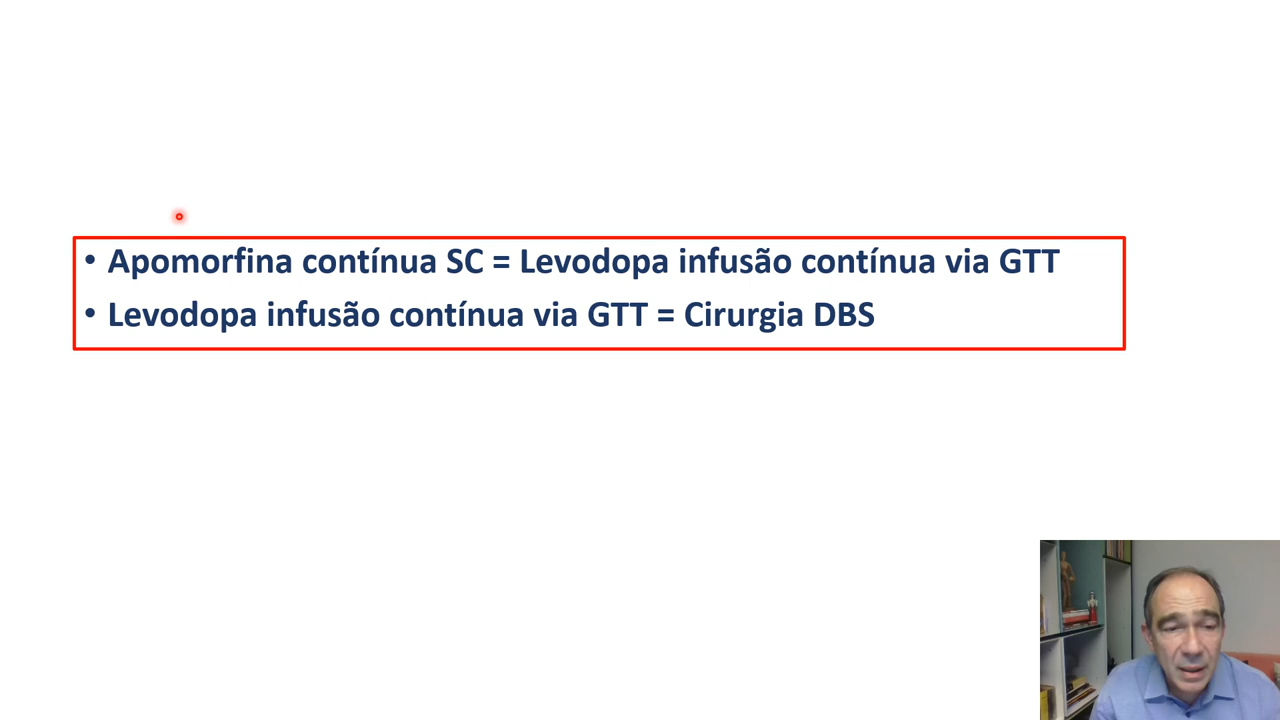 • Apomorfina contínua SC = Levodopa infusão contínua via GTT
• Levodopa infusão contínua via GTT = Cirurgia DBS